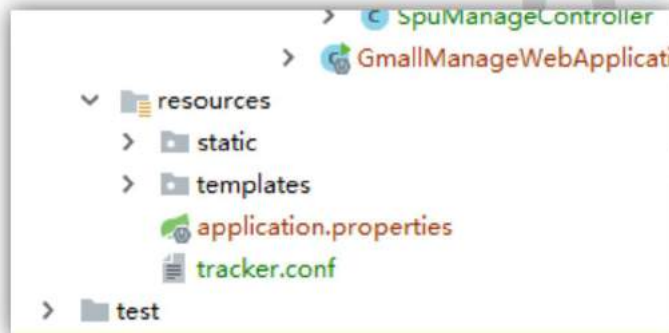 SpuManageController
GmallManageWebApplicati
resources
static
templates
application.properties
tracker.conf
test